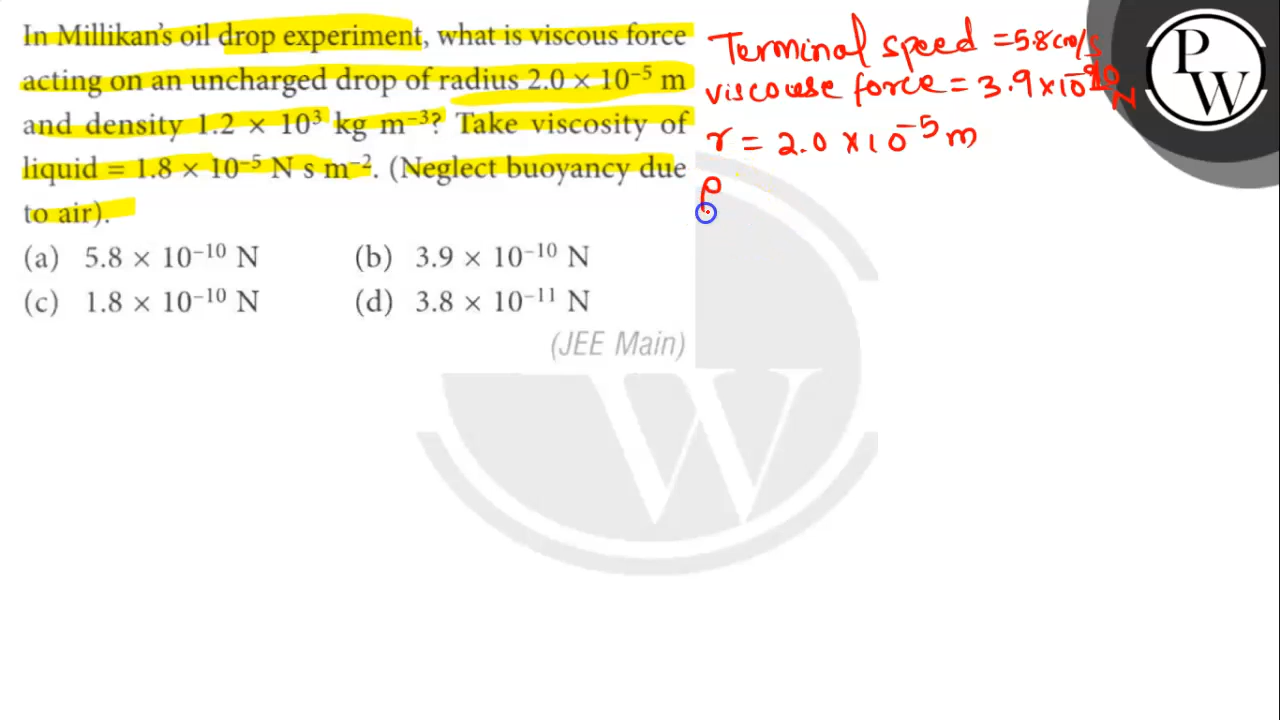 In Millikan's oil drop experiment, what is viscous force
acting on an uncharged drop of radius 2.0 × 10⁻⁵ m
and density 1.2 × 10³ kg m⁻³? Take viscosity of
liquid = 1.8 × 10⁻⁵ N s m⁻². (Neglect buoyancy due
to air).
(a) 5.8 × 10⁻¹⁰ N (b) 3.9 × 10⁻¹⁰ N
(c) 1.8 × 10⁻¹⁰ N (d) 3.8 × 10⁻¹¹ N
(JEE Main)
Terminal speed = 5.8 cm/s
viscouse force = 3.9 × 10⁻¹⁰ N
r = 2.0 × 10⁻⁵ m
ρ
P
W
W